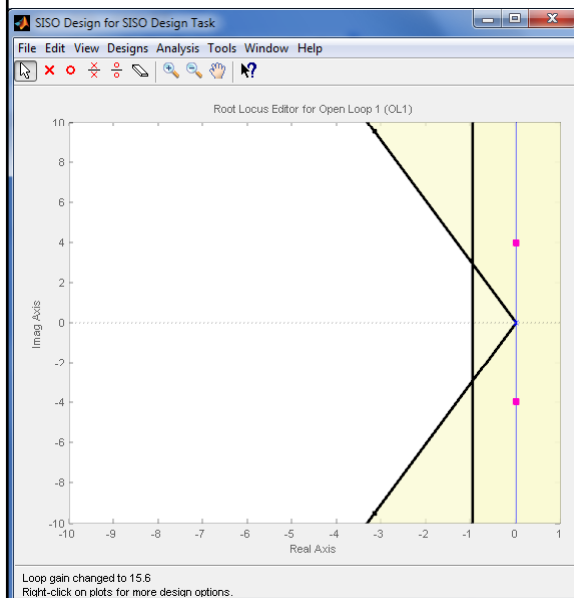 SISO Design for SISO Design Task
File Edit View Designs Analysis Tools Window Help
Root Locus Editor for Open Loop 1 (OL1)
10
8
6
4
2
0
-2
-4
-6
-8
-10
Imag Axis
-10 -9 -8 -7 -6 -5 -4 -3 -2 -1 0 1
Real Axis
Loop gain changed to 15.6
Right-click on plots for more design options.